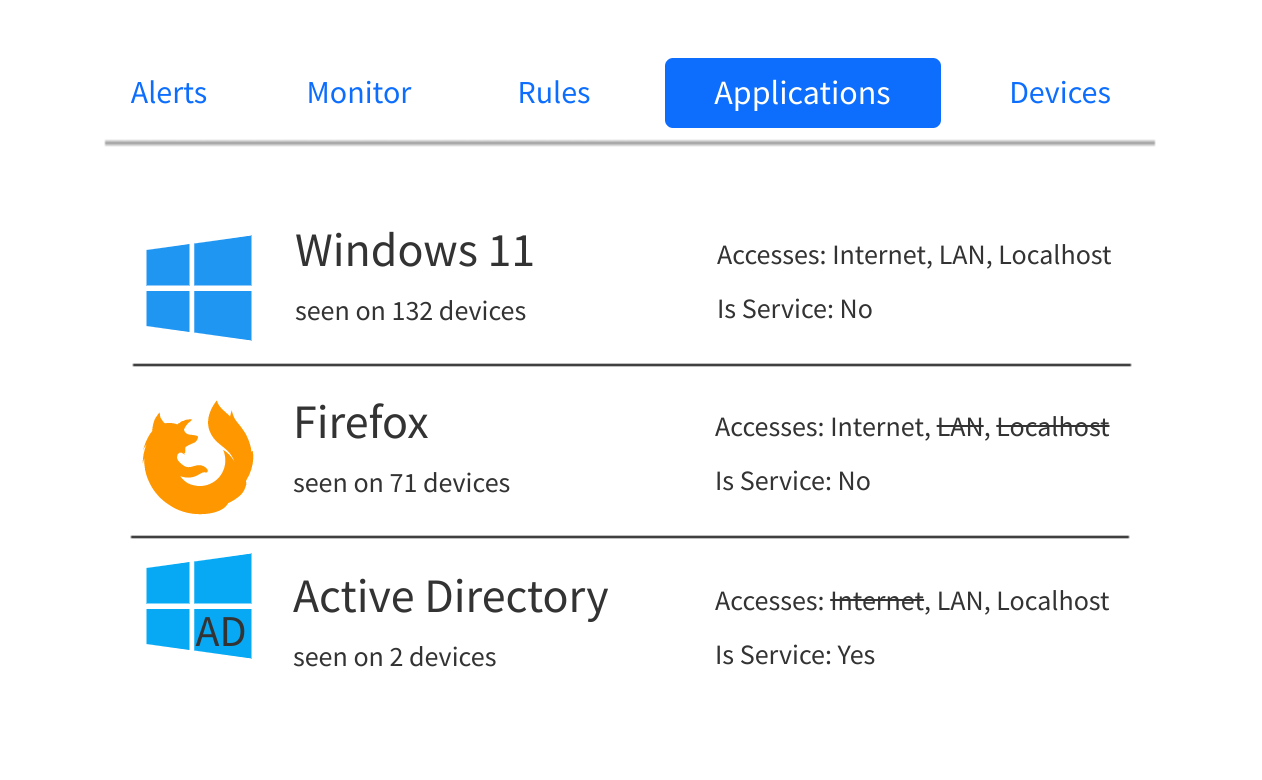 Alerts Monitor Rules Applications Devices
Windows 11
Accesses: Internet, LAN, Localhost
seen on 132 devices
Is Service: No
Firefox
Accesses: Internet, LAN, Localhost
seen on 71 devices
Is Service: No
AD
Active Directory
Accesses: Internet, LAN, Localhost
seen on 2 devices
Is Service: Yes